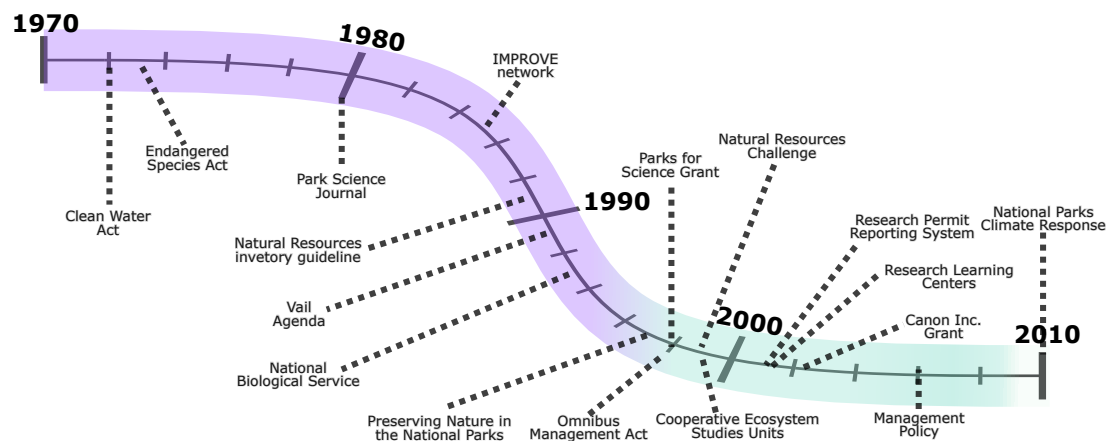 1970
1980
IMPROVE
network
Endangered
Species Act
Park Science
Journal
Clean Water
Act
Natural Resources
Challenge
Parks for
Science Grant
1990
National Parks
Climate Response
Research Permit
Reporting System
Natural Resources
invetory guideline
Research Learning
Centers
Vail
Agenda
Canon Inc.
Grant
2000
2010
National
Biological Service
Preserving Nature in
the National Parks
Omnibus
Management Act
Cooperative Ecosystem
Studies Units
Management
Policy